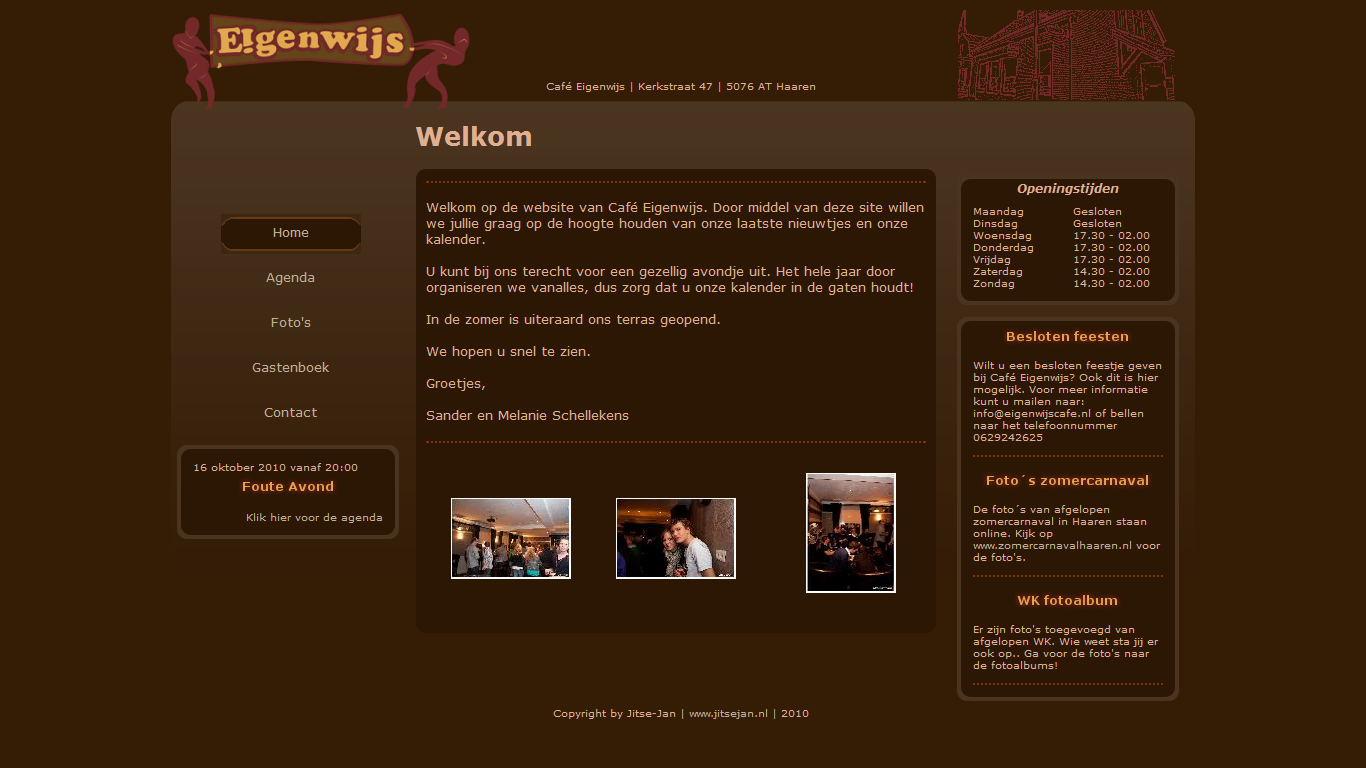 E!genwijs
Café Eigenwijs | Kerkstraat 47 | 5076 AT Haaren
Welkom
Home
Agenda
Foto's
Gastenboek
Contact
16 oktober 2010 vanaf 20:00
Foute Avond
Klik hier voor de agenda
Welkom op de website van Café Eigenwijs. Door middel van deze site willen
we jullie graag op de hoogte houden van onze laatste nieuwtjes en onze
kalender.
U kunt bij ons terecht voor een gezellig avondje uit. Het hele jaar door
organiseren we vanalles, dus zorg dat u onze kalender in de gaten houdt!
In de zomer is uiteraard ons terras geopend.
We hopen u snel te zien.
Groetjes,
Sander en Melanie Schellekens
Openingstijden
Maandag Gesloten
Dinsdag Gesloten
Woensdag 17.30 - 02.00
Donderdag 17.30 - 02.00
Vrijdag 17.30 - 02.00
Zaterdag 14.30 - 02.00
Zondag 14.30 - 02.00
Besloten feesten
Wilt u een besloten feestje geven
bij Café Eigenwijs? Ook dit is hier
mogelijk. Voor meer informatie
kunt u mailen naar:
info@eigenwijscafe.nl of bellen
naar het telefoonnummer
0629242625
Foto´s zomercarnaval
De foto´s van afgelopen
zomercarnaval in Haaren staan
online. Kijk op
www.zomercarnavalhaaren.nl voor
de foto's.
WK fotoalbum
Er zijn foto's toegevoegd van
afgelopen WK. Wie weet sta jij er
ook op.. Ga voor de foto's naar
de fotoalbums!
Copyright by Jitse-Jan | www.jitsejan.nl | 2010